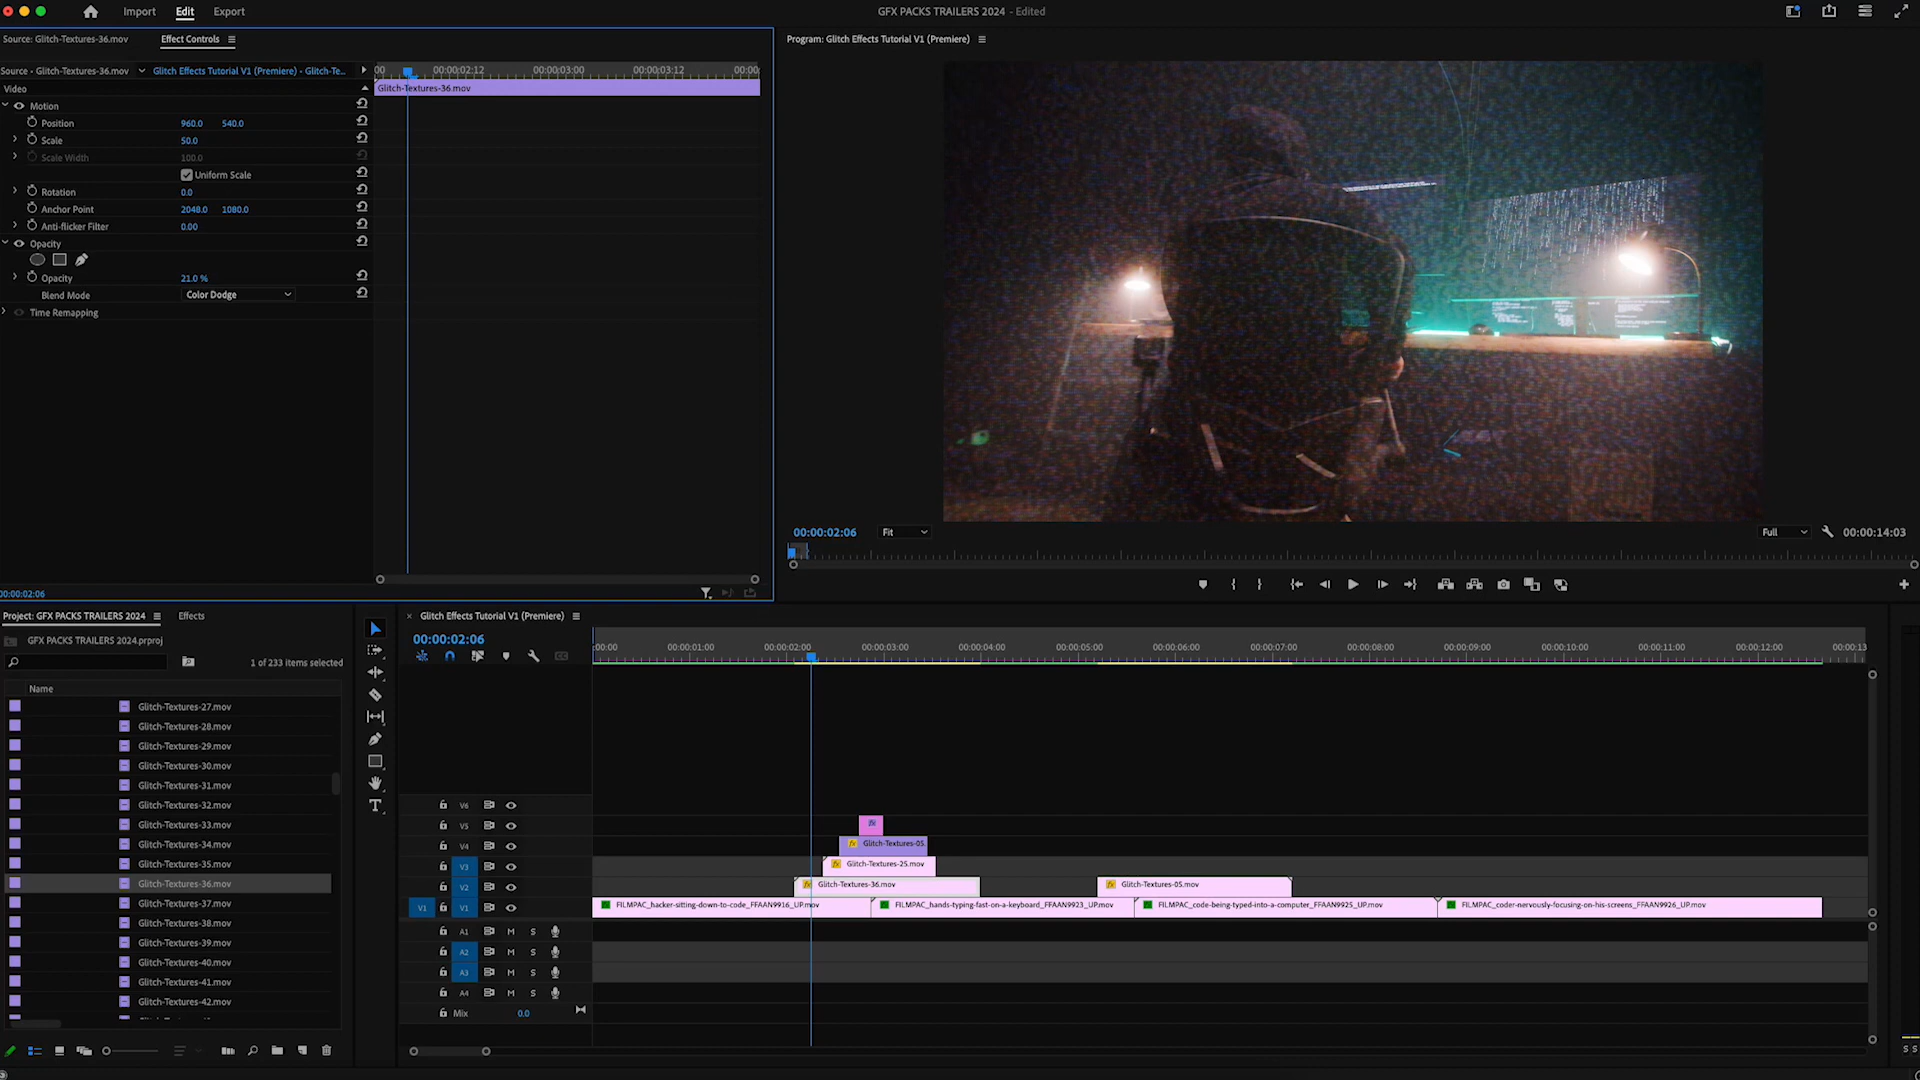 Import Edit Export
GFX PACKS TRAILERS 2024 - Edited
Source: Glitch-Textures-36.mov Effect Controls
Program: Glitch Effects Tutorial V1 (Premiere)
Source - Glitch-Textures-36.mov Glitch Effects Tutorial V1 (Premiere) - Glitch-Te...
:00 00:00:02:12 00:00:03:00 00:00:03:12 00:00
Video
Glitch-Textures-36.mov
Motion
Position 960.0 540.0
Scale 50.0
Scale Width 100.0
Uniform Scale
Rotation 0.0
Anchor Point 2048.0 1080.0
Anti-flicker Filter 0.00
Opacity
Opacity 21.0 %
Blend Mode Color Dodge
Time Remapping
00:00:02:06 Fit Full 00:00:14:03
00:00:02:06
Project: GFX PACKS TRAILERS 2024 Effects
GFX PACKS TRAILERS 2024.prproj
1 of 233 items selected
Name
Glitch-Textures-27.mov
Glitch-Textures-28.mov
Glitch-Textures-29.mov
Glitch-Textures-30.mov
Glitch-Textures-31.mov
Glitch-Textures-32.mov
Glitch-Textures-33.mov
Glitch-Textures-34.mov
Glitch-Textures-35.mov
Glitch-Textures-36.mov
Glitch-Textures-37.mov
Glitch-Textures-38.mov
Glitch-Textures-39.mov
Glitch-Textures-40.mov
Glitch-Textures-41.mov
Glitch-Textures-42.mov
Glitch Effects Tutorial V1 (Premiere)
00:00:02:06
:00:00 00:00:01:00 00:00:02:00 00:00:03:00 00:00:04:00 00:00:05:00 00:00:06:00 00:00:07:00 00:00:08:00 00:00:09:00 00:00:10:00 00:00:11:00 00:00:12:00 00:00:13
V6
V5 fx
V4 fx Glitch-Textures-05.
V3 fx Glitch-Textures-25.mov
V2 fx Glitch-Textures-36.mov fx Glitch-Textures-05.mov
V1 V1 FILMPAC_hacker-sitting-down-to-code_FFAAN9916_UP.mov FILMPAC_hands-typing-fast-on-a-keyboard_FFAAN9923_UP.mov FILMPAC_code-being-typed-into-a-computer_FFAAN9925_UP.mov FILMPAC_coder-nervously-focusing-on-his-screens_FFAAN9926_UP.mov
A1 M S
A2 M S
A3 M S
A4 M S
Mix 0.0
S S